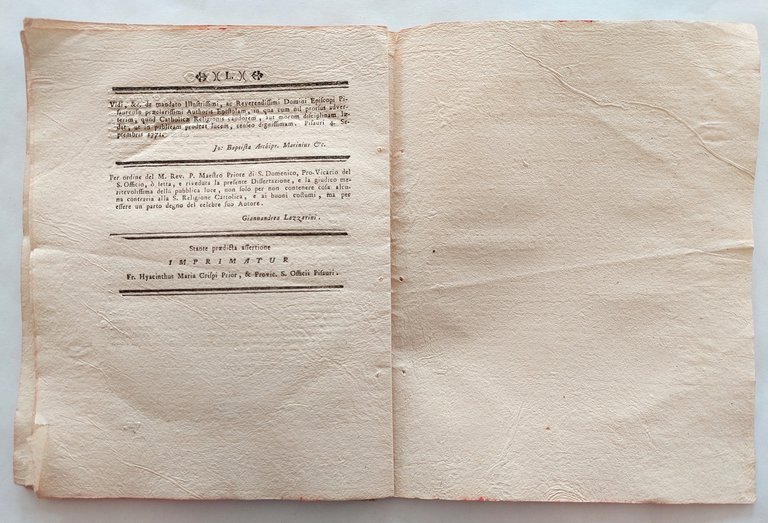 )( L. )(
Vidi, &c. de mandato Illustrissimi, ac Reverendissimi Domini Episcopi Pi-
saurensis præclarissimi Authoris Epistolam, in qua cum nil prorsus adver-
terim, quod Catholicæ Religionis candorem, aut morum disciplinam læ-
dat, ut in publicam prodeat lucem, censeo dignissimam. Pisauri 4. Se-
ptembris 1771.
Jo: Baptista Archipr. Marinius &c.
Per ordine del M. Rev. P. Maestro Priore di S. Domenico, Pro-Vicario del
S. Officio, ò letta, e riveduta la presente Dissertazione, e la giudico me-
ritevolissima della pubblica luce, non solo per non contenere cosa alcu-
na contraria alla S. Religione Cattolica, e ai buoni costumi, ma per
essere un parto degno del celebre suo Autore.
Giannandrea Lazzarini.
Stante prædicta assertione
IMPRIMATUR
Fr. Hyacinthus Maria Crispi Prior, & Provic. S. Officii Pisauri.